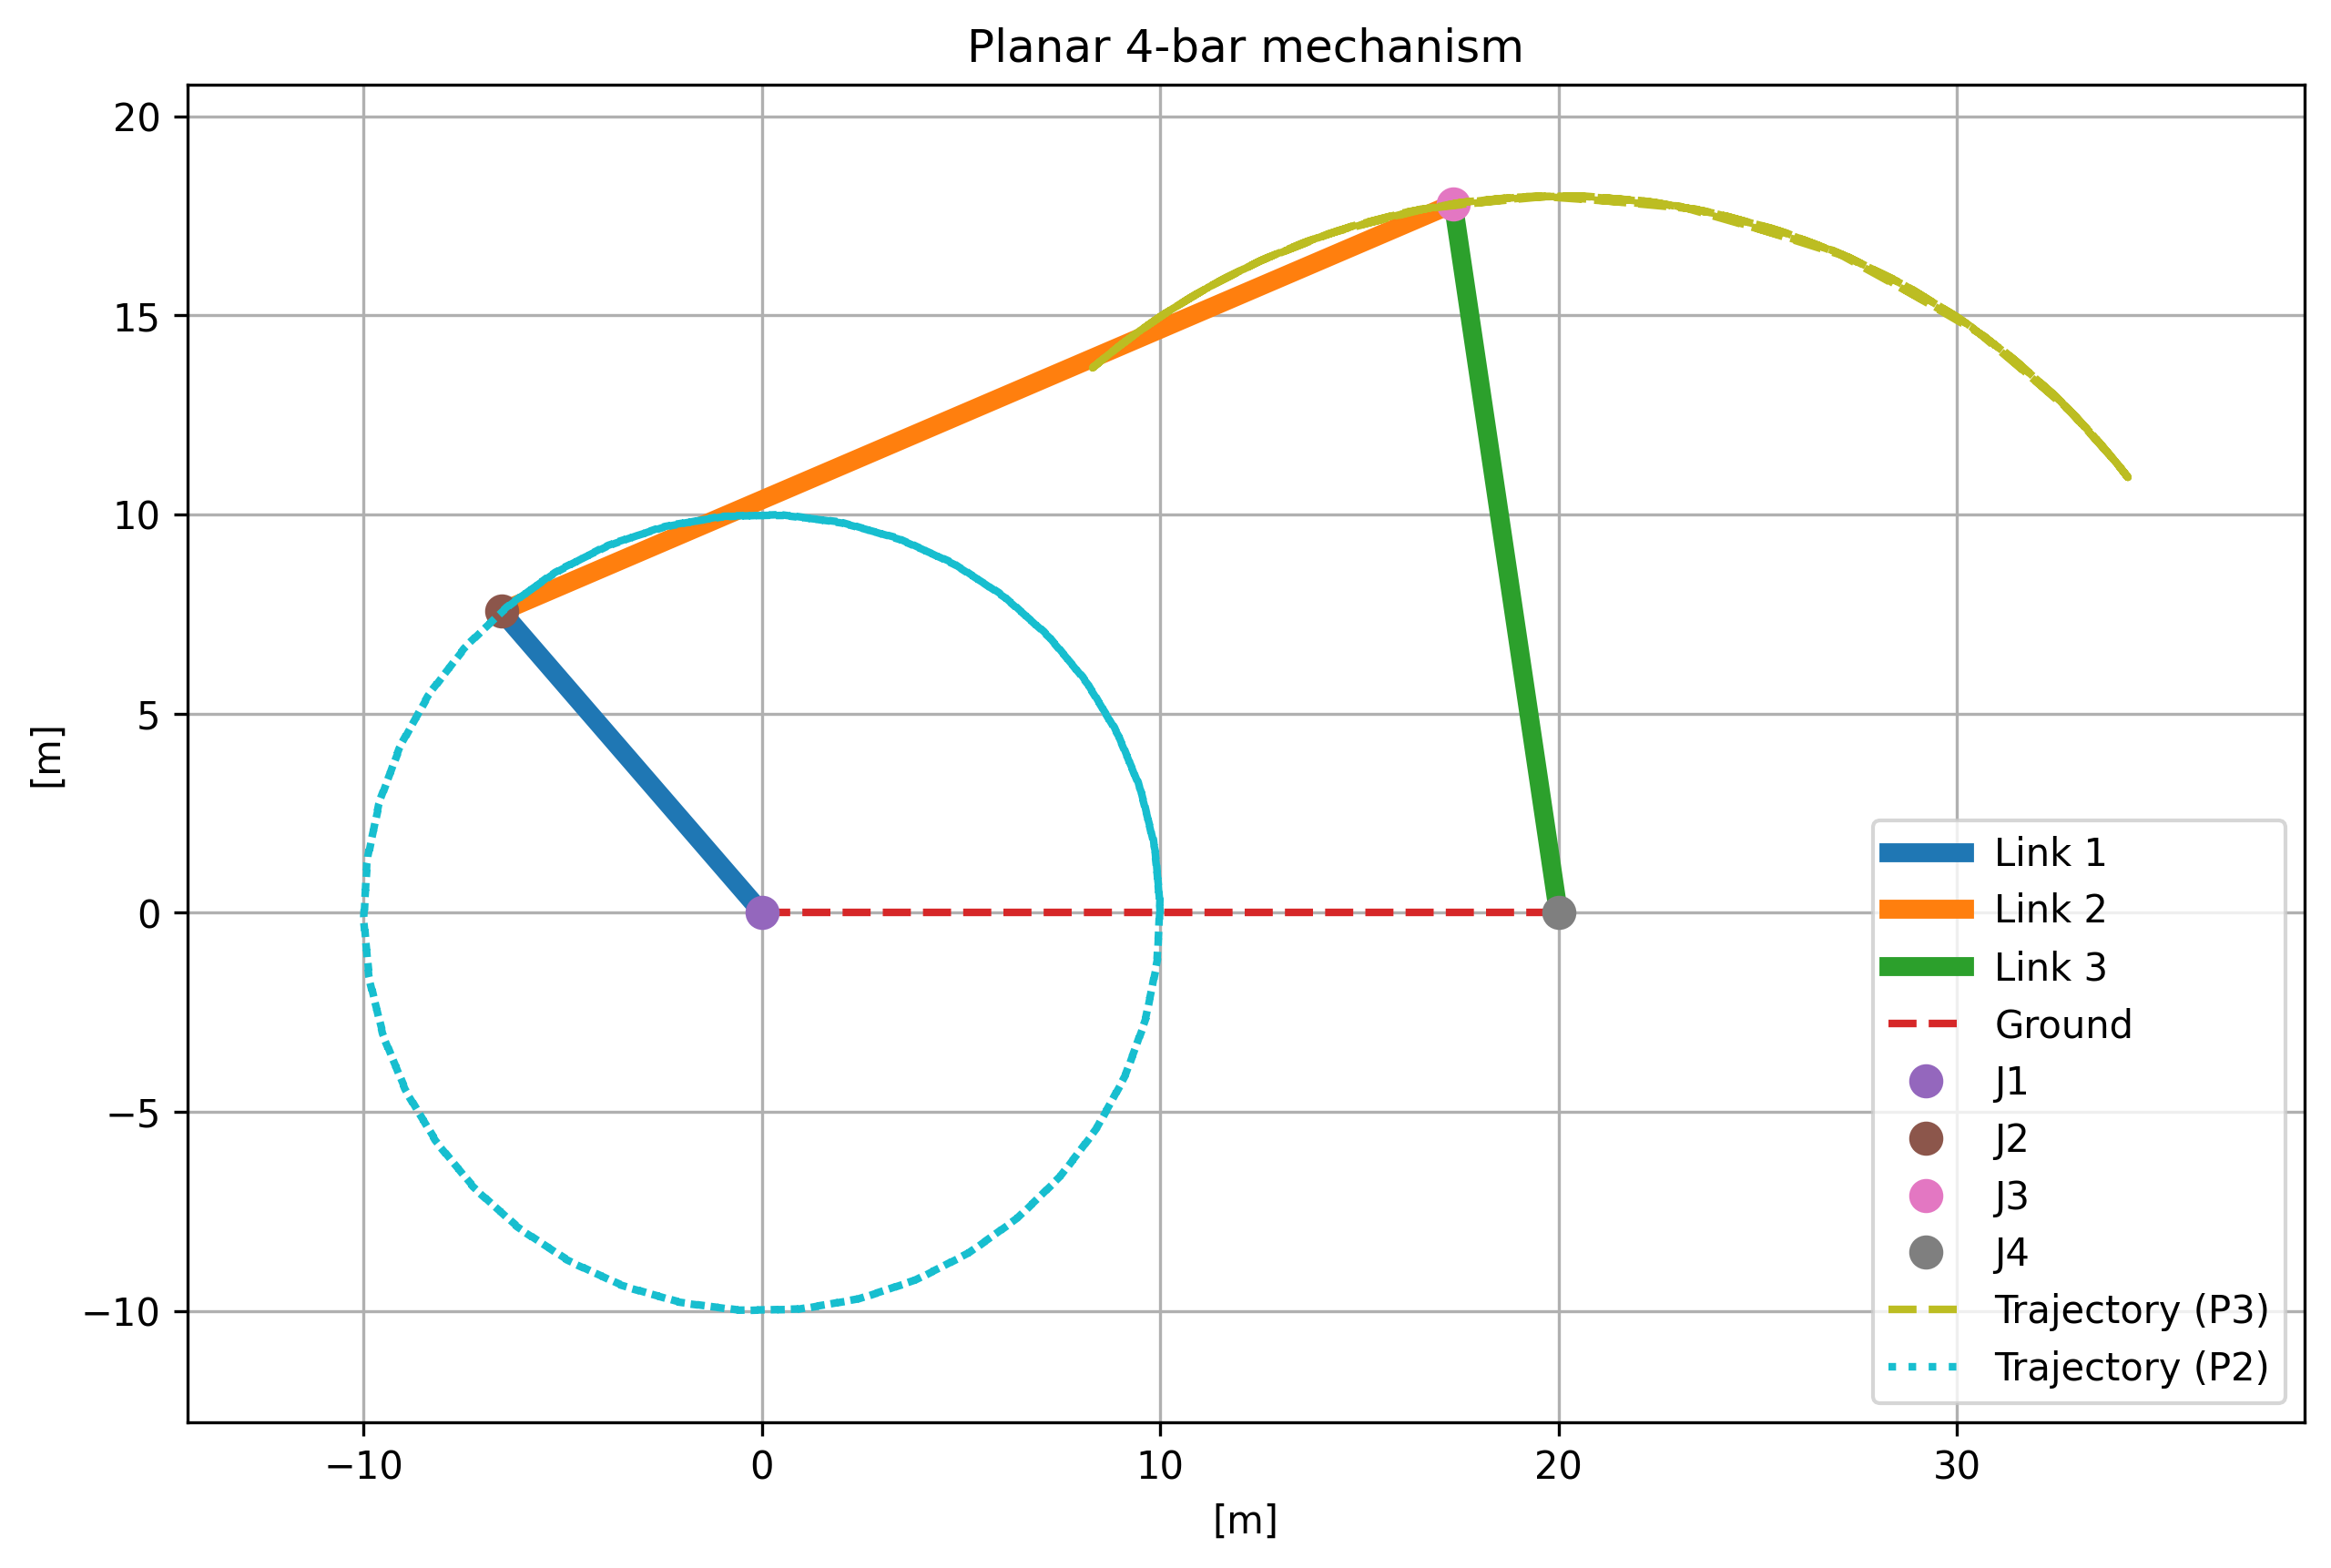 Planar 4-bar mechanism
20
15
10
5
0
−5
−10
[m]
−10
0
10
20
30
[m]
Link 1
Link 2
Link 3
Ground
J1
J2
J3
J4
Trajectory (P3)
Trajectory (P2)